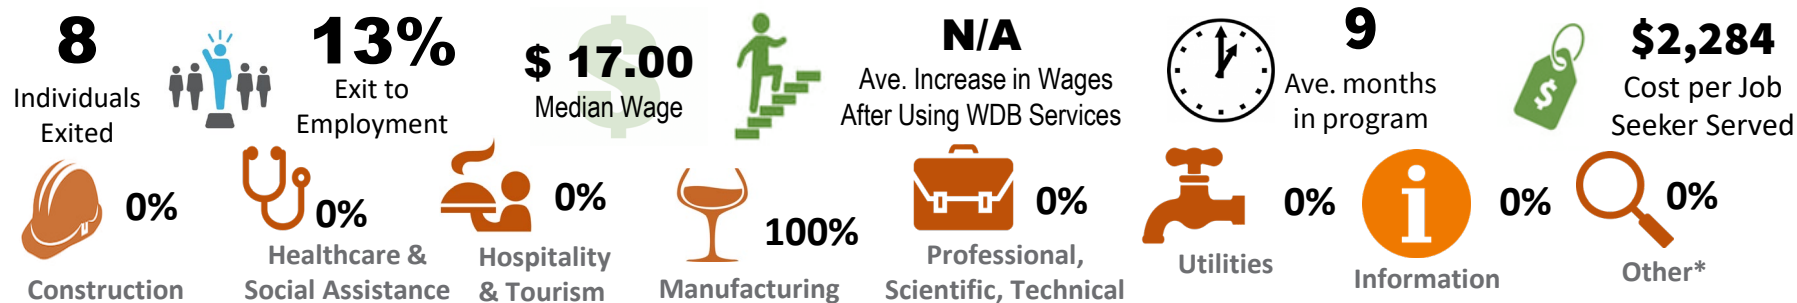 8
Individuals
Exited
13%
Exit to
Employment
$ 17.00
Median Wage
N/A
Ave. Increase in Wages
After Using WDB Services
9
Ave. months
in program
$
$2,284
Cost per Job
Seeker Served
0%
Construction
0%
Healthcare &
Social Assistance
0%
Hospitality
& Tourism
100%
Manufacturing
0%
Professional,
Scientific, Technical
0%
Utilities
i
0%
Information
0%
Other*